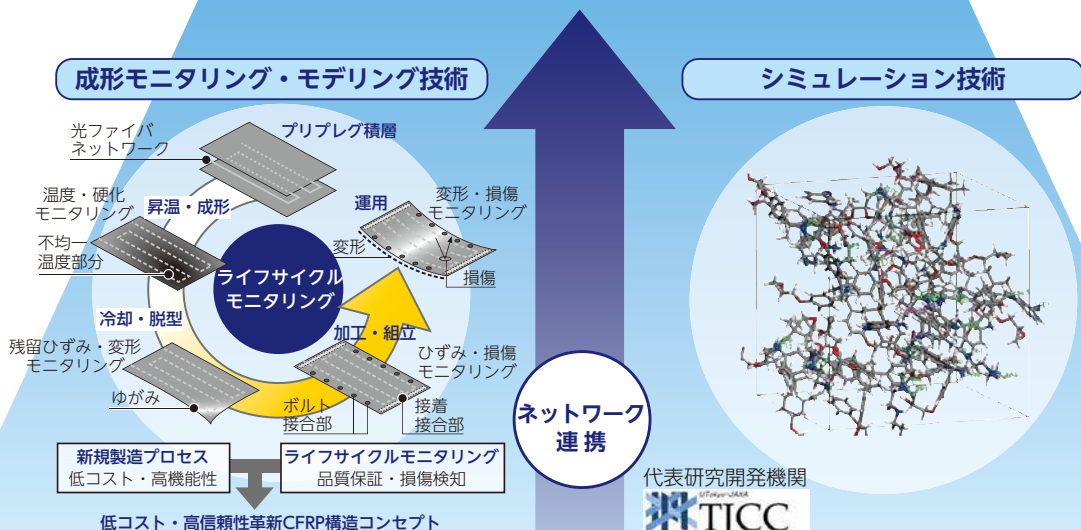 成形モニタリング・モデリング技術
光ファイバ
ネットワーク
プリプレグ積層
温度・硬化
モニタリング
昇温・成形
不均一
温度部分
運用
変形・損傷
モニタリング
変形
損傷
ライフサイクル
モニタリング
冷却・脱型
残留ひずみ・変形
モニタリング
ゆがみ
加工・組立
ひずみ・損傷
モニタリング
ボルト
接合部
接着
接合部
新規製造プロセス
低コスト・高機能性
ライフサイクルモニタリング
品質保証・損傷検知
低コスト・高信頼性革新CFRP構造コンセプト
ネットワーク
連携
シミュレーション技術
代表研究開発機関
UTokyo-JAXA
TJCC